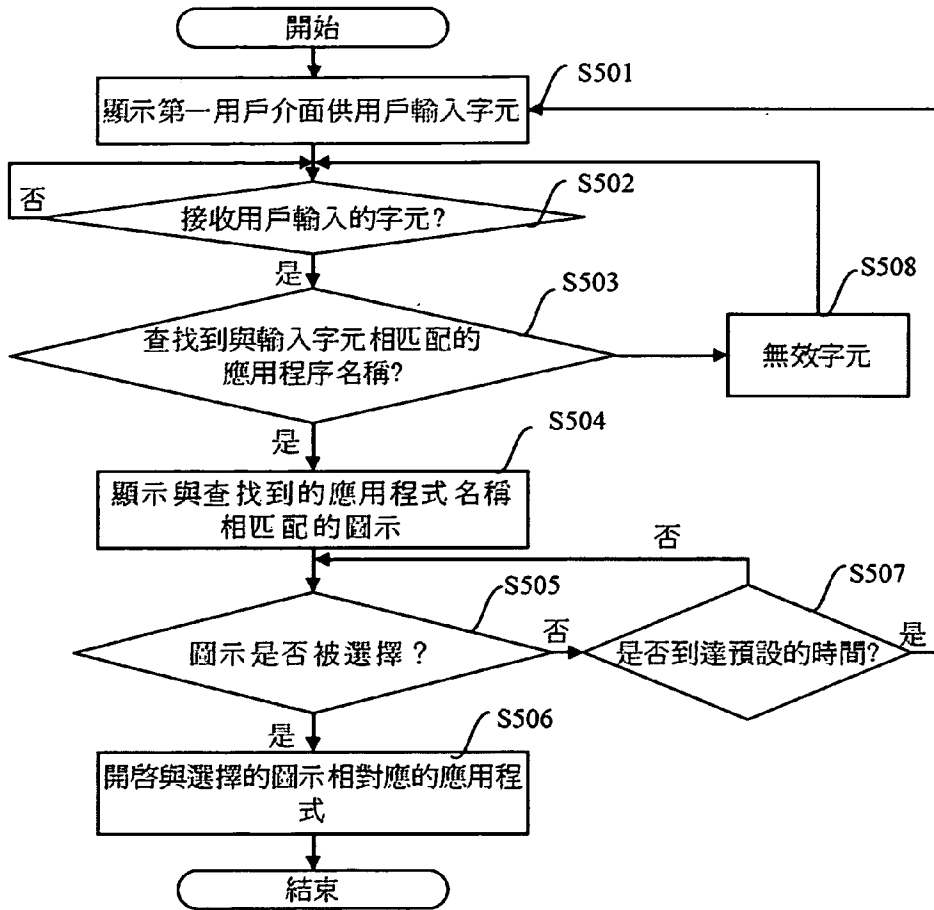 開始
S501
顯示第一用戶介面供用戶輸入字元
否
S502
接收用戶輸入的字元?
是
S503
S508
查找到與輸入字元相匹配的
應用程序名稱?
無效字元
是
S504
顯示與查找到的應用程式名稱
相匹配的圖示
否
S505
S507
圖示是否被選擇?
否
是否到達預設的時間?
是
是
S506
開啓與選擇的圖示相對應的應用程
式
結束